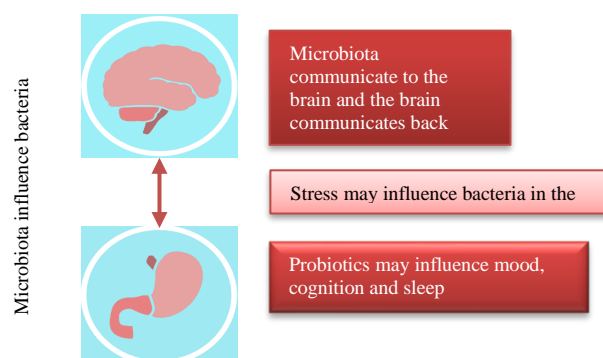 Microbiota influence bacteria
Microbiota
communicate to the
brain and the brain
communicates back
Stress may influence bacteria in the
Probiotics may influence mood,
cognition and sleep